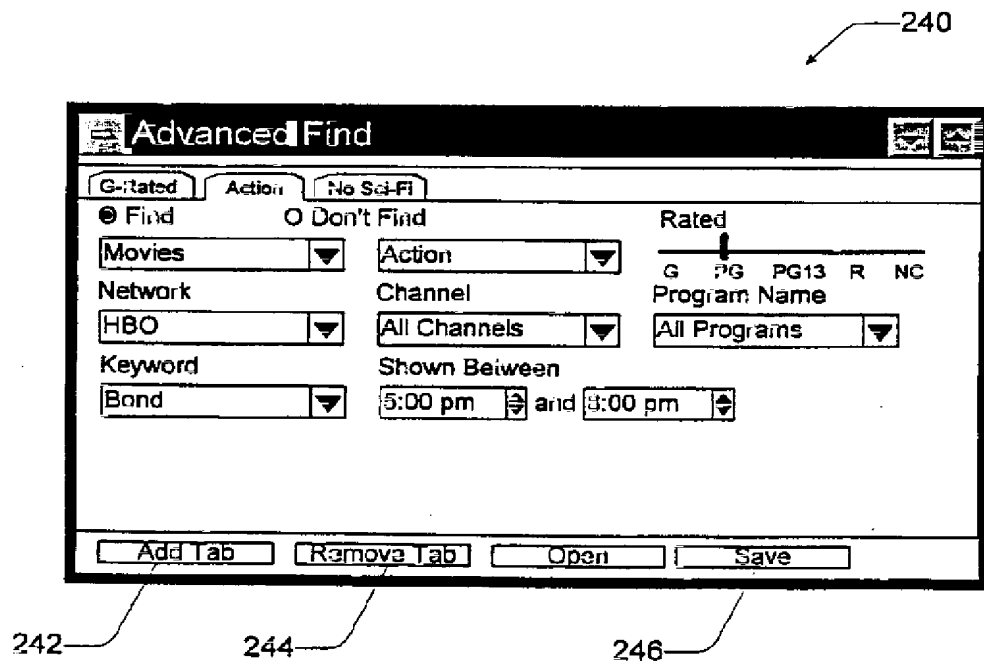 240
Advanced Find
G-Rated Action No Sci-Fi
Find Don't Find Rated
Movies Action
G PG PG13 R NC
Network Channel Program Name
HBO All Channels All Programs
Keyword Shown Between
Bond 5:00 pm and 8:00 pm
Add Tab Remove Tab Open Save
242 244 246